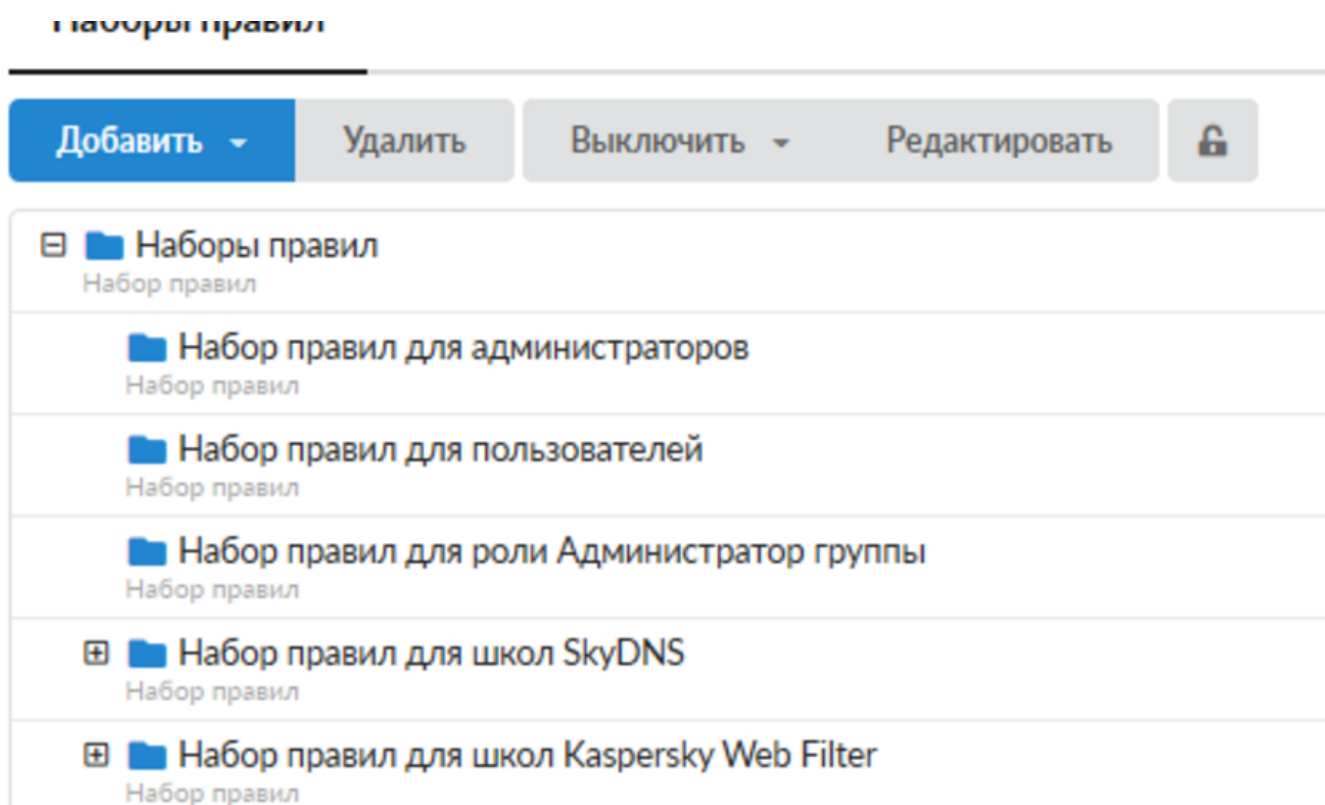 Наборы правил
Добавить Удалить Выключить Редактировать
Наборы правил
Набор правил
Набор правил для администраторов
Набор правил
Набор правил для пользователей
Набор правил
Набор правил для роли Администратор группы
Набор правил
Набор правил для школ SkyDNS
Набор правил
Набор правил для школ Kaspersky Web Filter
Набор правил